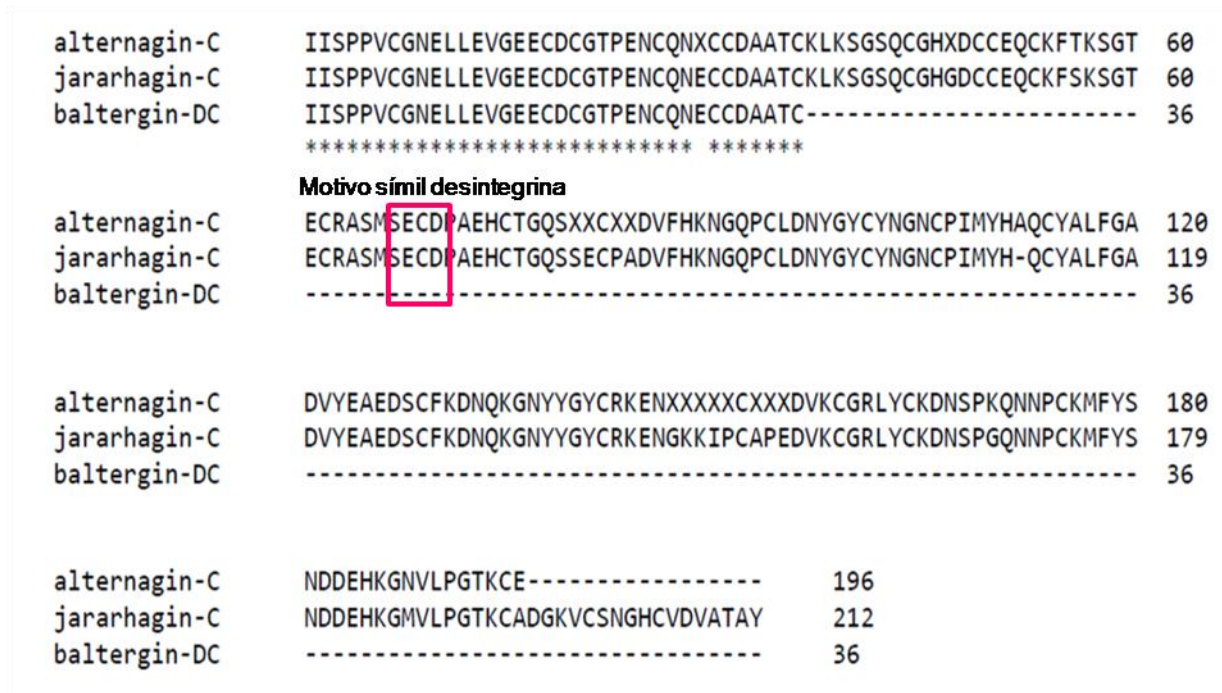 alternagin-C IISPPVCGNELLEVGEECDCGTPENCQNXCCDAATCKLKSGSQCGHXDCCEQCKFTKSGT 60
jararhagin-C IISPPVCGNELLEVGEECDCGTPENCQNECCDAATCKLKSGSQCGHGDCCEQCKFSKSGT 60
baltergin-DC IISPPVCGNELLEVGEECDCGTPENCQNECCDAATC------------------------ 36
**************************** *******
Motivo símil desintegrina
alternagin-C ECRASMSECDPAEHCTGQSXXCXXDVFHKNGQPCLDNYGYCYNGNCPIMYHAQCYALFGA 120
jararhagin-C ECRASMSECDPAEHCTGQSSECPADVFHKNGQPCLDNYGYCYNGNCPIMYH-QCYALFGA 119
baltergin-DC ------------------------------------------------------------ 36
alternagin-C DVYEAEDSCFKDNQKGNYYGYCRKENXXXXXCXXXDVKCGRLYCKDNSPKQNNPCKMFYS 180
jararhagin-C DVYEAEDSCFKDNQKGNYYGYCRKENGKKIPCAPEDVKCGRLYCKDNSPGQNNPCKMFYS 179
baltergin-DC ------------------------------------------------------------ 36
alternagin-C NDDEHKGNVLPGTKCE----------------- 196
jararhagin-C NDDEHKGMVLPGTKCADGKVCSNGHCVDVATAY 212
baltergin-DC --------------------------------- 36